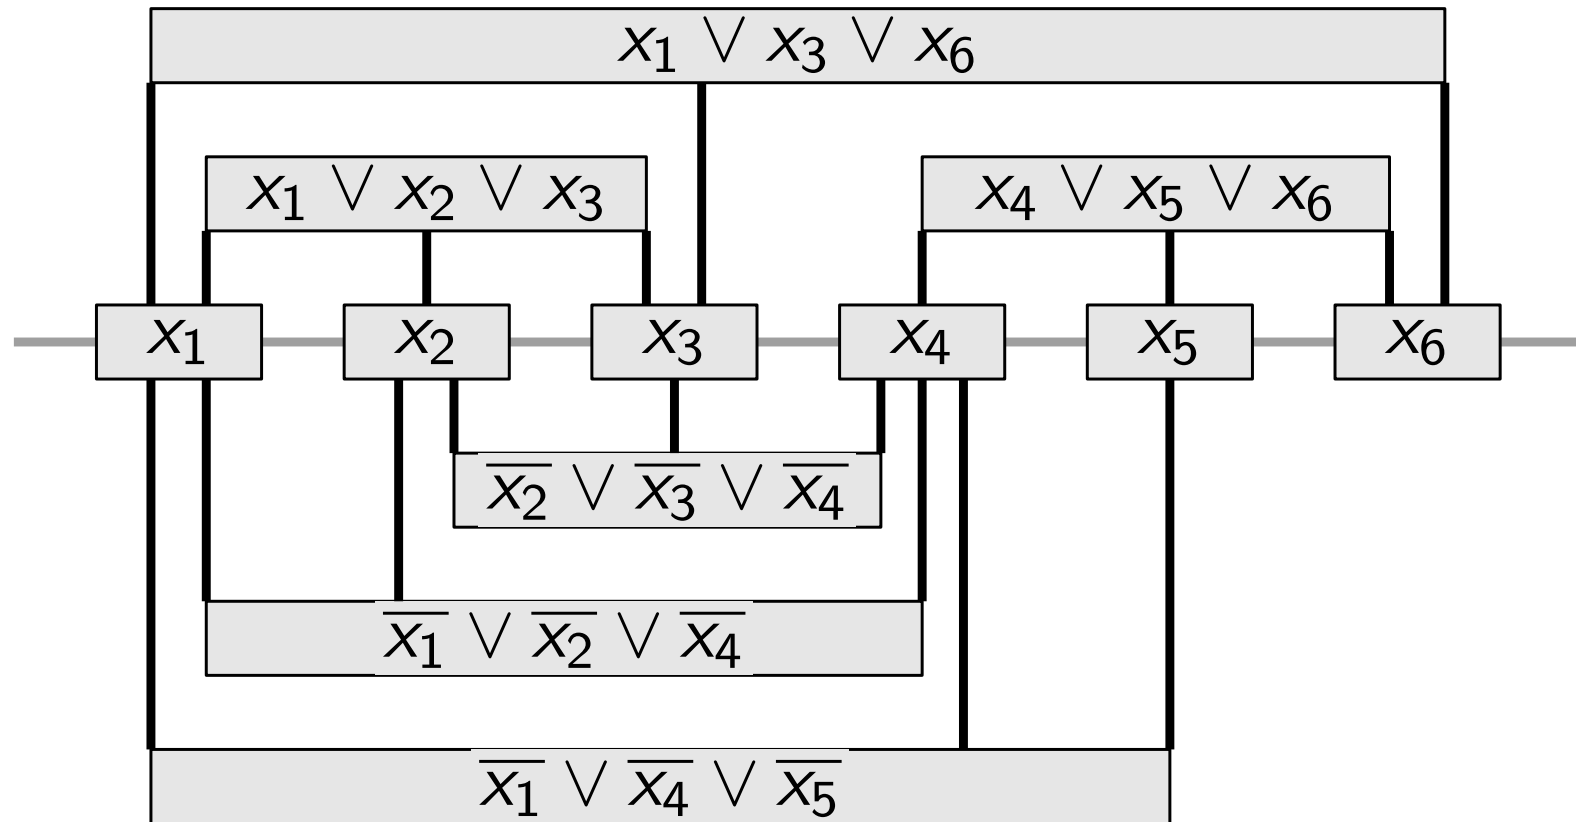 x₁ ∨ x₃ ∨ x₆
x₁ ∨ x₂ ∨ x₃ x₄ ∨ x₅ ∨ x₆
x₁ x₂ x₃ x₄ x₅ x₆
x̅₂ ∨ x̅₃ ∨ x̅₄
x̅₁ ∨ x̅₂ ∨ x̅₄
x̅₁ ∨ x̅₄ ∨ x̅₅